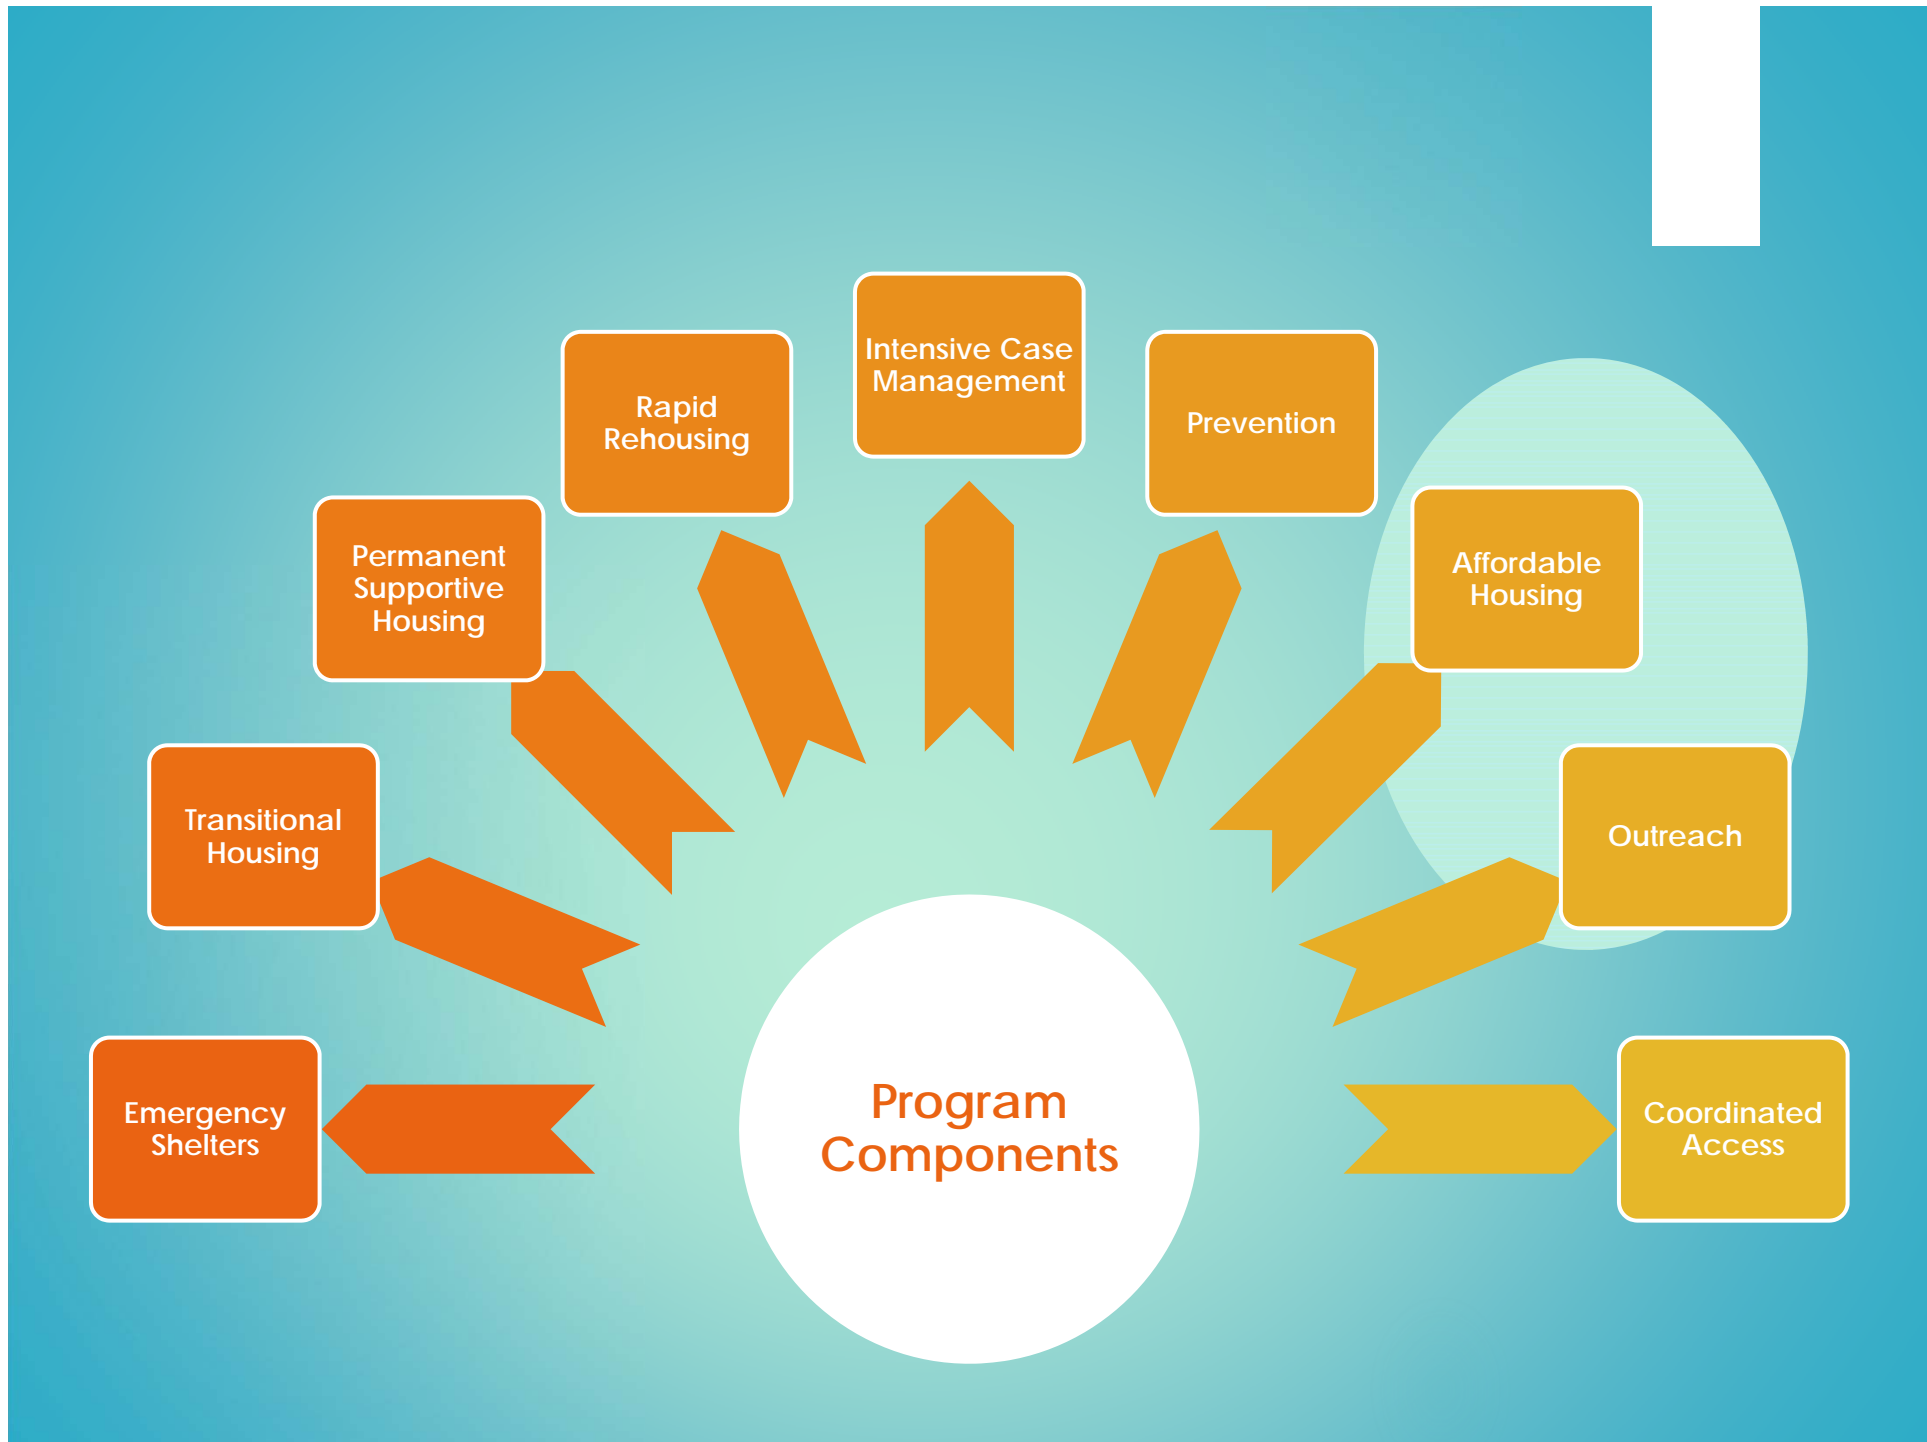 Intensive Case
Management
Rapid
Rehousing
Prevention
Permanent
Supportive
Housing
Affordable
Housing
Transitional
Housing
Outreach
Emergency
Shelters
Program
Components
Coordinated
Access